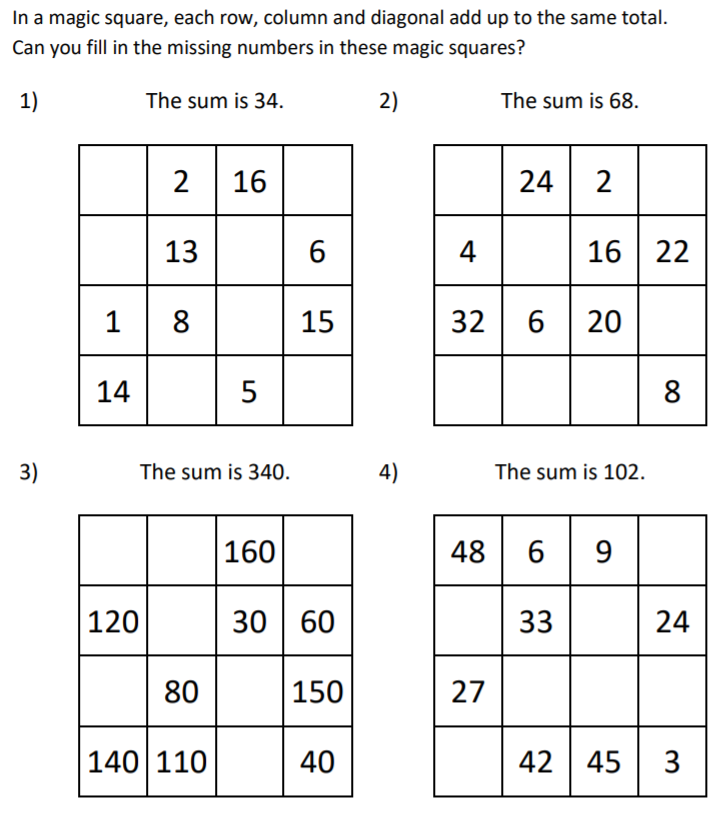 In a magic square, each row, column and diagonal add up to the same total.
Can you fill in the missing numbers in these magic squares?
1) The sum is 34.
2 16
13 6
1 8 15
14 5
2) The sum is 68.
24 2
4 16 22
32 6 20
8
3) The sum is 340.
160
120 30 60
80 150
140 110 40
4) The sum is 102.
48 6 9
33 24
27
42 45 3